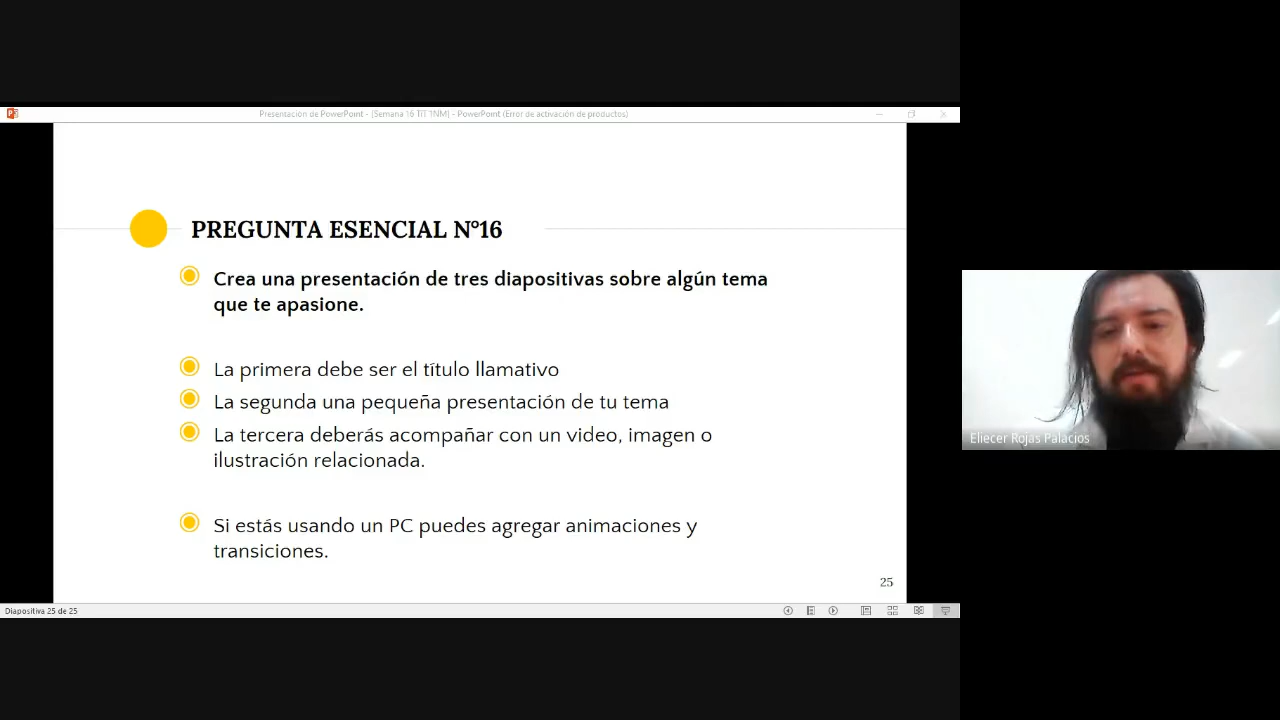 Presentación de PowerPoint - [Semana 16 TIT 1NM] - PowerPoint (Error de activación de productos)
PREGUNTA ESENCIAL N°16
Crea una presentación de tres diapositivas sobre algún tema
que te apasione.
La primera debe ser el título llamativo
La segunda una pequeña presentación de tu tema
La tercera deberás acompañar con un video, imagen o
ilustración relacionada.
Si estás usando un PC puedes agregar animaciones y
transiciones.
25
Diapositiva 25 de 25
Eliecer Rojas Palacios